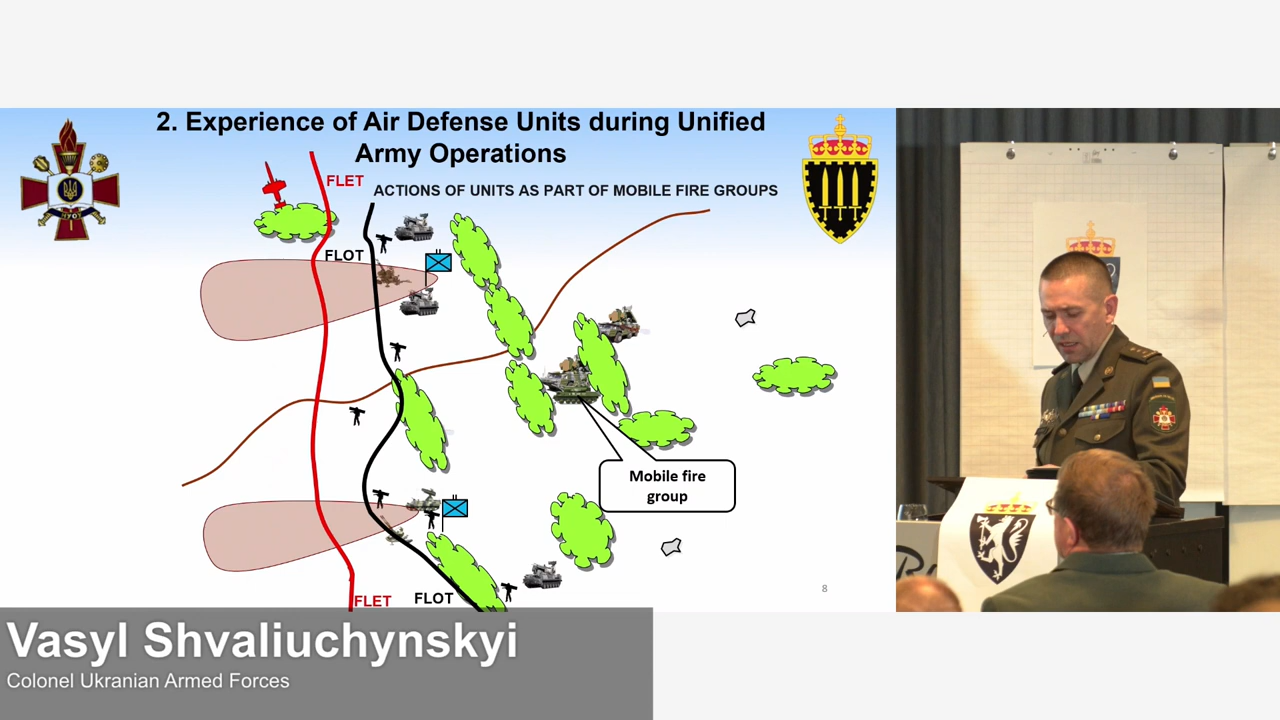 2. Experience of Air Defense Units during Unified
Army Operations
FLET
ACTIONS OF UNITS AS PART OF MOBILE FIRE GROUPS
FLOT
Mobile fire
group
8
FLET
FLOT
Vasyl Shvaliuchynskyi
Colonel Ukranian Armed Forces